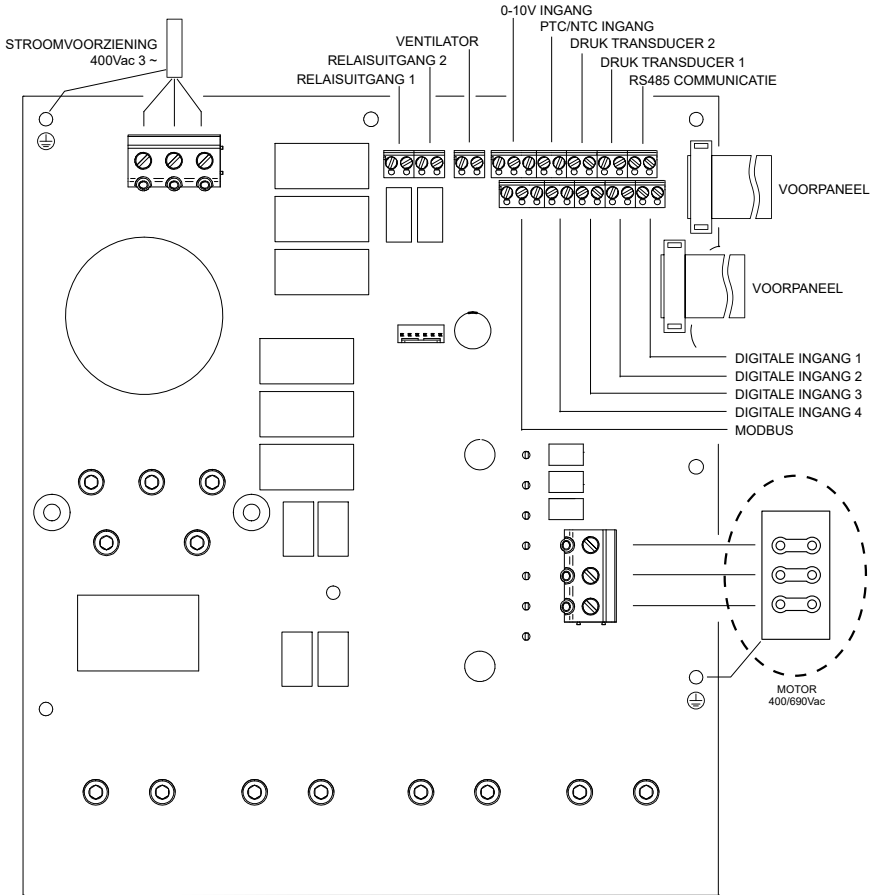 0-10V INGANG
PTC/NTC INGANG
STROOMVOORZIENING
400Vac 3 ~
VENTILATOR
DRUK TRANSDUCER 2
RELAISUITGANG 2
DRUK TRANSDUCER 1
RELAISUITGANG 1
RS485 COMMUNICATIE
VOORPANEEL
VOORPANEEL
DIGITALE INGANG 1
DIGITALE INGANG 2
DIGITALE INGANG 3
DIGITALE INGANG 4
MODBUS
MOTOR
400/690Vac